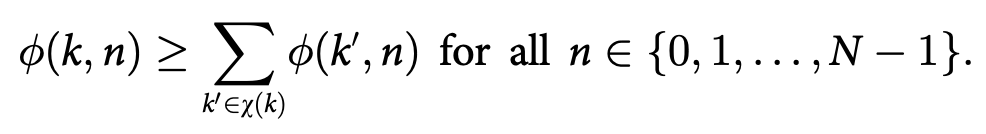 ϕ(k, n) ≥ ∑_{k′∈χ(k)} ϕ(k′, n) for all n ∈ {0, 1, . . . , N − 1}.